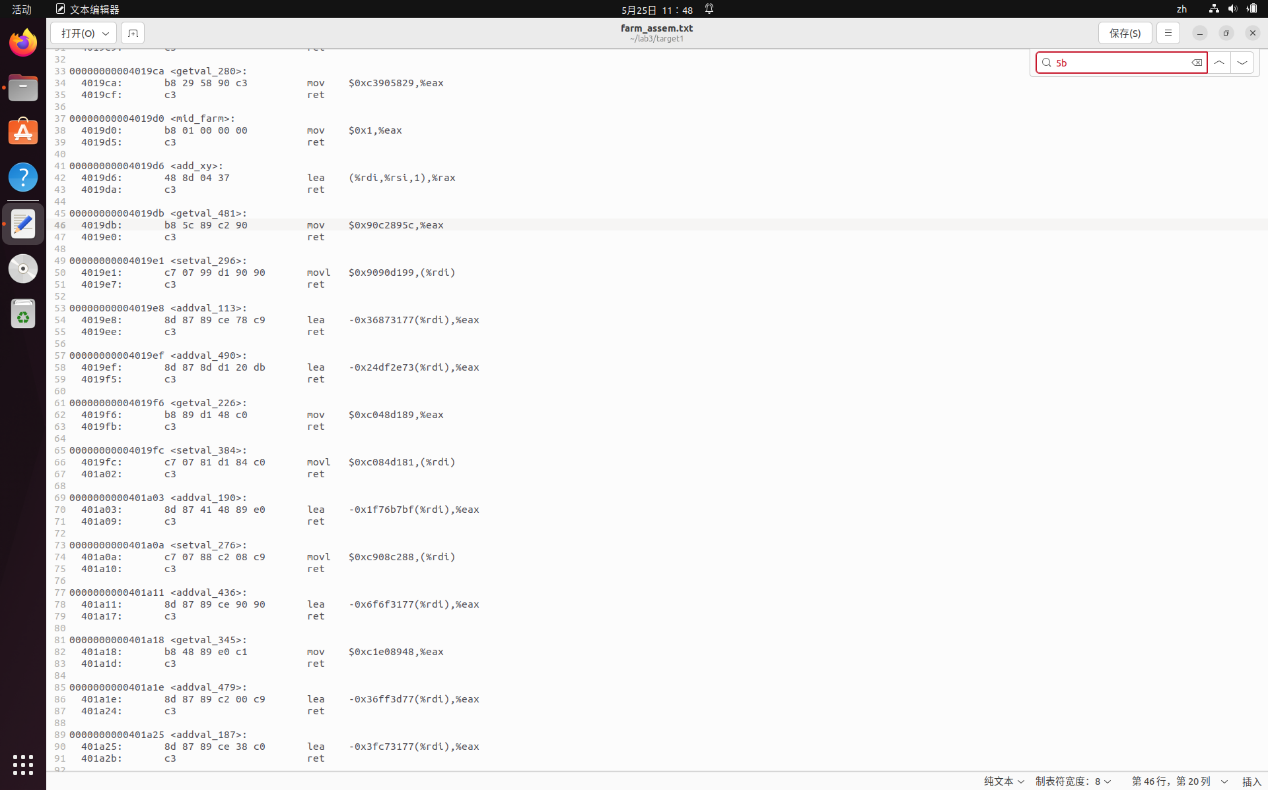 活动 文本编辑器 5月25日 11：48 zh
打开(O) farm_assem.txt 保存(S)
~/lab3/target1
5b
31 4019c9: c3 ret
32
33 00000000004019ca <getval_280>:
34 4019ca: b8 29 58 90 c3 mov $0xc3905829,%eax
35 4019cf: c3 ret
36
37 00000000004019d0 <mid_farm>:
38 4019d0: b8 01 00 00 00 mov $0x1,%eax
39 4019d5: c3 ret
40
41 00000000004019d6 <add_xy>:
42 4019d6: 48 8d 04 37 lea (%rdi,%rsi,1),%rax
43 4019da: c3 ret
44
45 00000000004019db <getval_481>:
46 4019db: b8 5c 89 c2 90 mov $0x90c2895c,%eax
47 4019e0: c3 ret
48
49 00000000004019e1 <setval_296>:
50 4019e1: c7 07 99 d1 90 90 movl $0x9090d199,(%rdi)
51 4019e7: c3 ret
52
53 00000000004019e8 <addval_113>:
54 4019e8: 8d 87 89 ce 78 c9 lea -0x36873177(%rdi),%eax
55 4019ee: c3 ret
56
57 00000000004019ef <addval_490>:
58 4019ef: 8d 87 8d d1 20 db lea -0x24df2e73(%rdi),%eax
59 4019f5: c3 ret
60
61 00000000004019f6 <getval_226>:
62 4019f6: b8 89 d1 48 c0 mov $0xc048d189,%eax
63 4019fb: c3 ret
64
65 00000000004019fc <setval_384>:
66 4019fc: c7 07 81 d1 84 c0 movl $0xc084d181,(%rdi)
67 401a02: c3 ret
68
69 0000000000401a03 <addval_190>:
70 401a03: 8d 87 41 48 89 e0 lea -0x1f76b7bf(%rdi),%eax
71 401a09: c3 ret
72
73 0000000000401a0a <setval_276>:
74 401a0a: c7 07 88 c2 08 c9 movl $0xc908c288,(%rdi)
75 401a10: c3 ret
76
77 0000000000401a11 <addval_436>:
78 401a11: 8d 87 89 ce 90 90 lea -0x6f6f3177(%rdi),%eax
79 401a17: c3 ret
80
81 0000000000401a18 <getval_345>:
82 401a18: b8 48 89 e0 c1 mov $0xc1e08948,%eax
83 401a1d: c3 ret
84
85 0000000000401a1e <addval_479>:
86 401a1e: 8d 87 89 c2 00 c9 lea -0x36ff3d77(%rdi),%eax
87 401a24: c3 ret
88
89 0000000000401a25 <addval_187>:
90 401a25: 8d 87 89 ce 38 c0 lea -0x3fc73177(%rdi),%eax
91 401a2b: c3 ret
92
纯文本 制表符宽度：8 第 46 行，第 20 列 插入